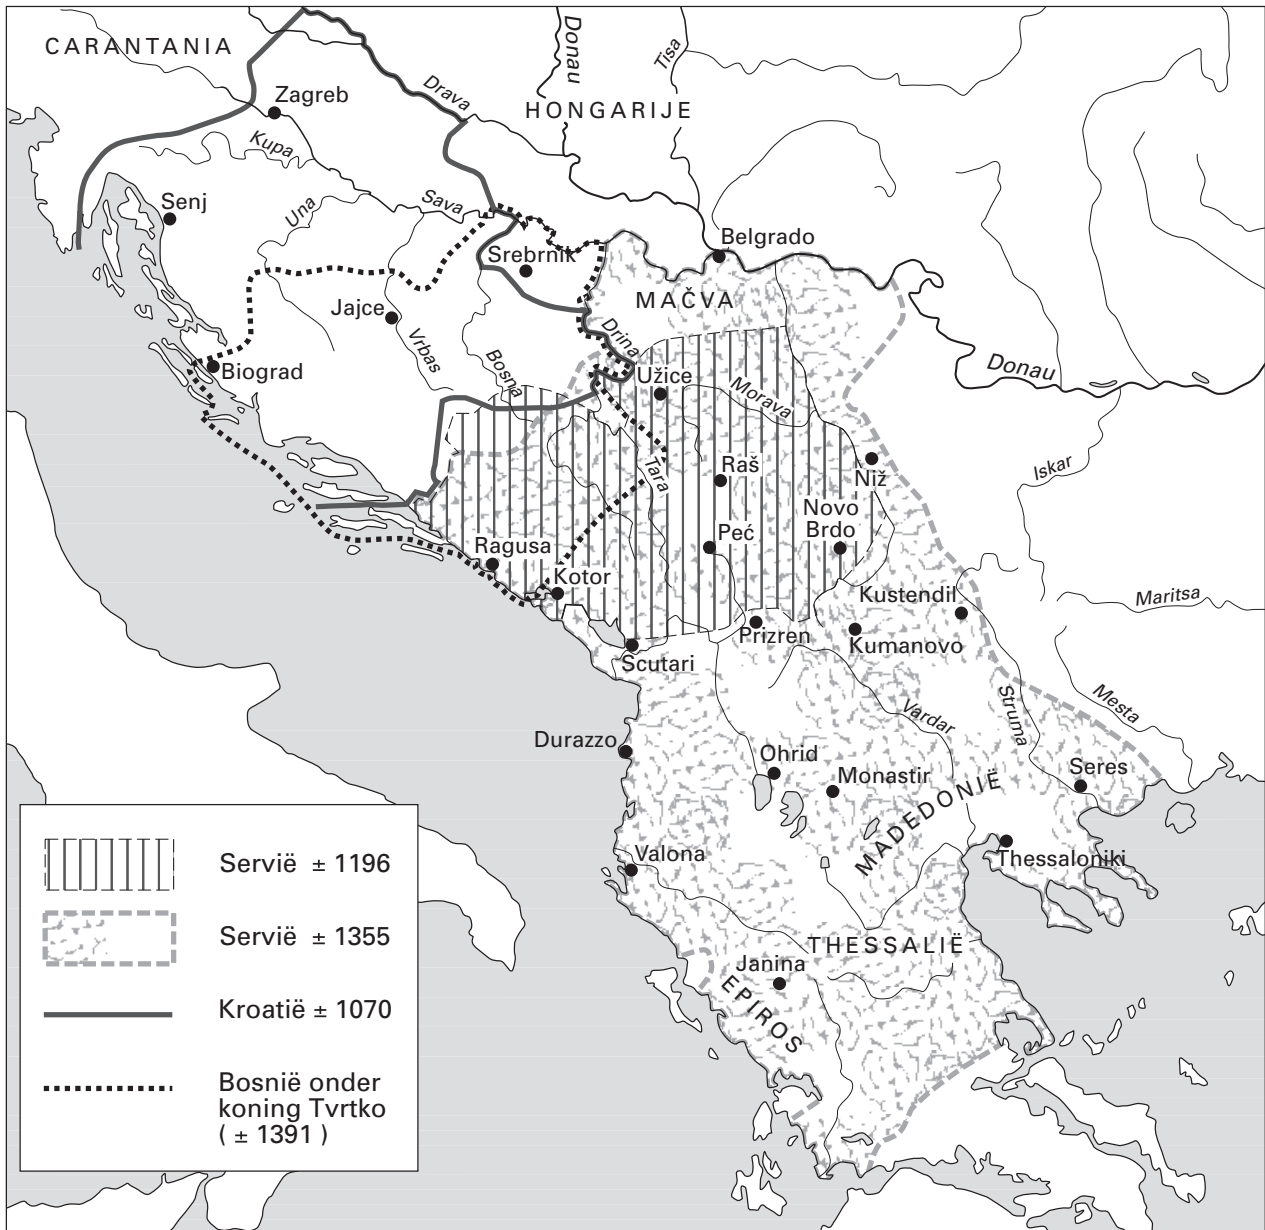 CARANTANIA
Donau
Tisa
Zagreb
Drava
HONGARIJE
Kupa
Senj
Una
Sava
Belgrado
Srebrnik
MAČVA
Jajce
Vrbas
Bosna
Drina
Donau
Biograd
Užice
Morava
Tara
Raš
Niž
Iskar
Novo
Brdo
Peć
Ragusa
Kotor
Kustendil
Maritsa
Prizren
Kumanovo
Scutari
Vardar
Struma
Mesta
Durazzo
Ohrid
Monastir
Seres
MADEDONIË
Valona
Thessaloniki
THESSALIË
Janina
EPIROS
Servië ± 1196
Servië ± 1355
Kroatië ± 1070
Bosnië onder
koning Tvrtko
( ± 1391 )